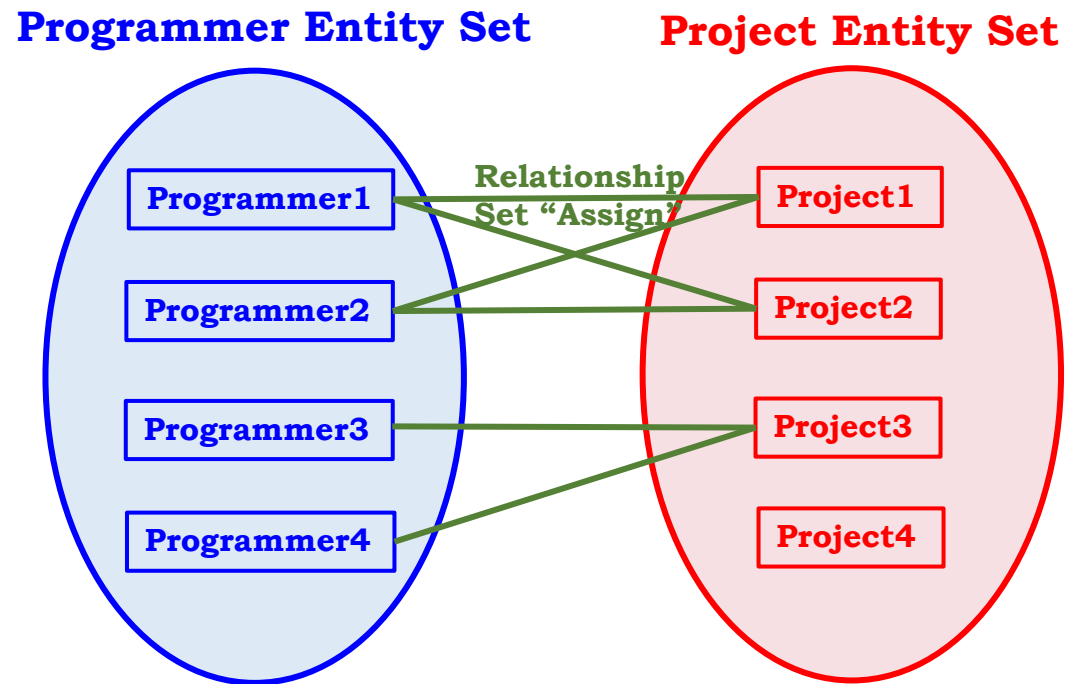 Programmer Entity Set
Project Entity Set
Relationship
Set “Assign”
Programmer1
Project1
Programmer2
Project2
Programmer3
Project3
Programmer4
Project4